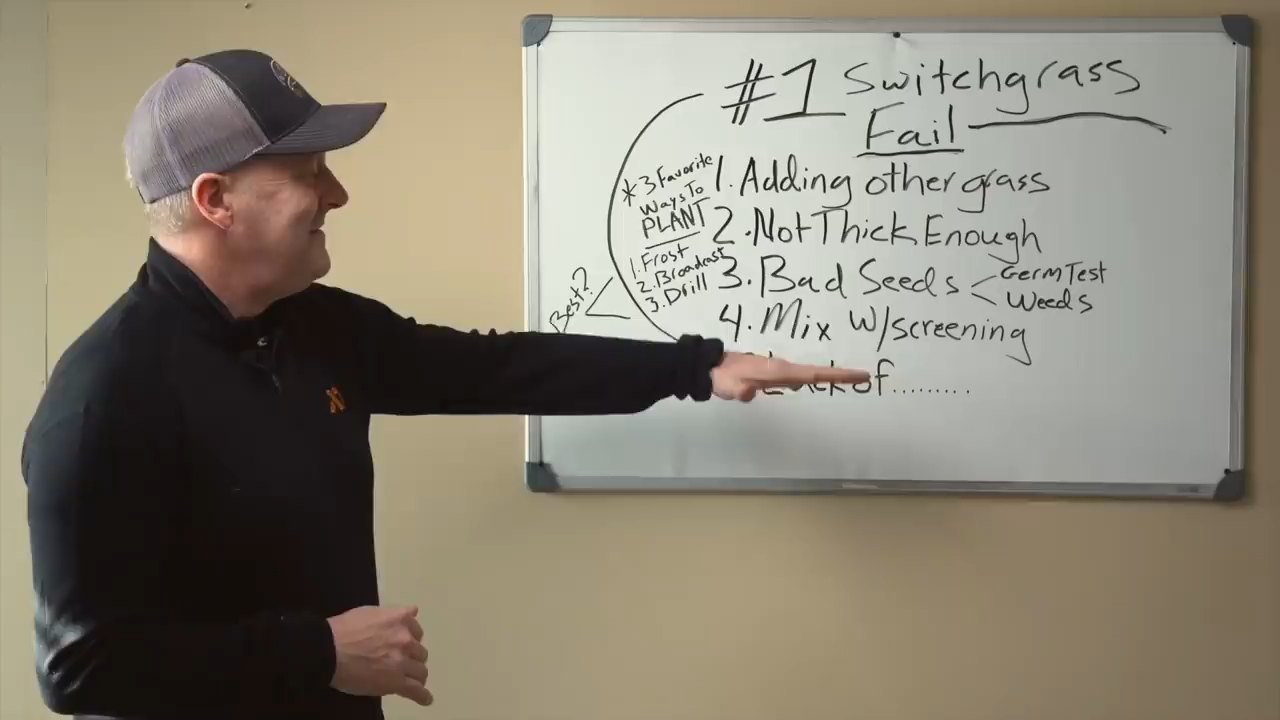 #1 Switchgrass
Fail
*3 Favorite
Ways To
PLANT
1. Frost
2. Broadcast
3. Drill
Best?
1. Adding other grass
2. Not Thick Enough
3. Bad Seeds < Germ Test
Weeds
4. Mix W/screening
Lack of.........